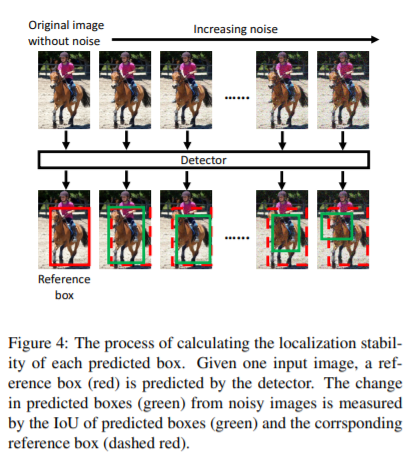 Original image
without noise
Increasing noise
......
Detector
......
Reference
box
Figure 4: The process of calculating the localization stabil-
ity of each predicted box. Given one input image, a ref-
erence box (red) is predicted by the detector. The change
in predicted boxes (green) from noisy images is measured
by the IoU of predicted boxes (green) and the corrsponding
reference box (dashed red).